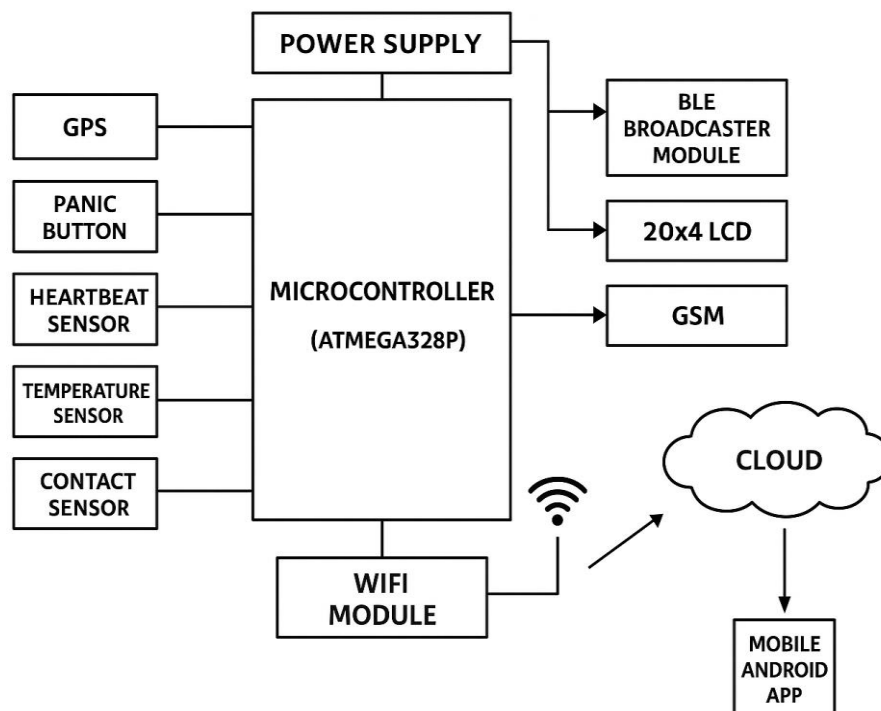 POWER SUPPLY
GPS
PANIC
BUTTON
HEARTBEAT
SENSOR
TEMPERATURE
SENSOR
CONTACT
SENSOR
MICROCONTROLLER
(ATMEGA328P)
BLE
BROADCASTER
MODULE
20x4 LCD
GSM
WIFI
MODULE
CLOUD
MOBILE
ANDROID
APP